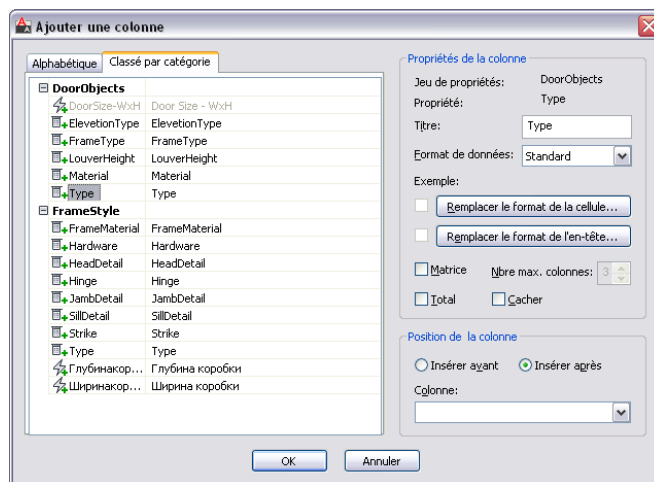 Ajouter une colonne
Alphabétique
Classé par catégorie
DoorObjects
DoorSize-WxH Door Size - WxH
ElevetionType ElevetionType
FrameType FrameType
LouverHeight LouverHeight
Material Material
Type Type
FrameStyle
FrameMaterial FrameMaterial
Hardware Hardware
HeadDetail HeadDetail
Hinge Hinge
JambDetail JambDetail
SillDetail SillDetail
Strike Strike
Type Type
Глубинакор... Глубина коробки
Ширинакор... Ширина коробки
Propriétés de la colonne
Jeu de propriétés: DoorObjects
Propriété: Type
Titre: Type
Format de données: Standard
Exemple:
Remplacer le format de la cellule...
Remplacer le format de l'en-tête...
Matrice Nbre max. colonnes: 3
Total Cacher
Position de la colonne
Insérer avant Insérer après
Colonne:
OK Annuler